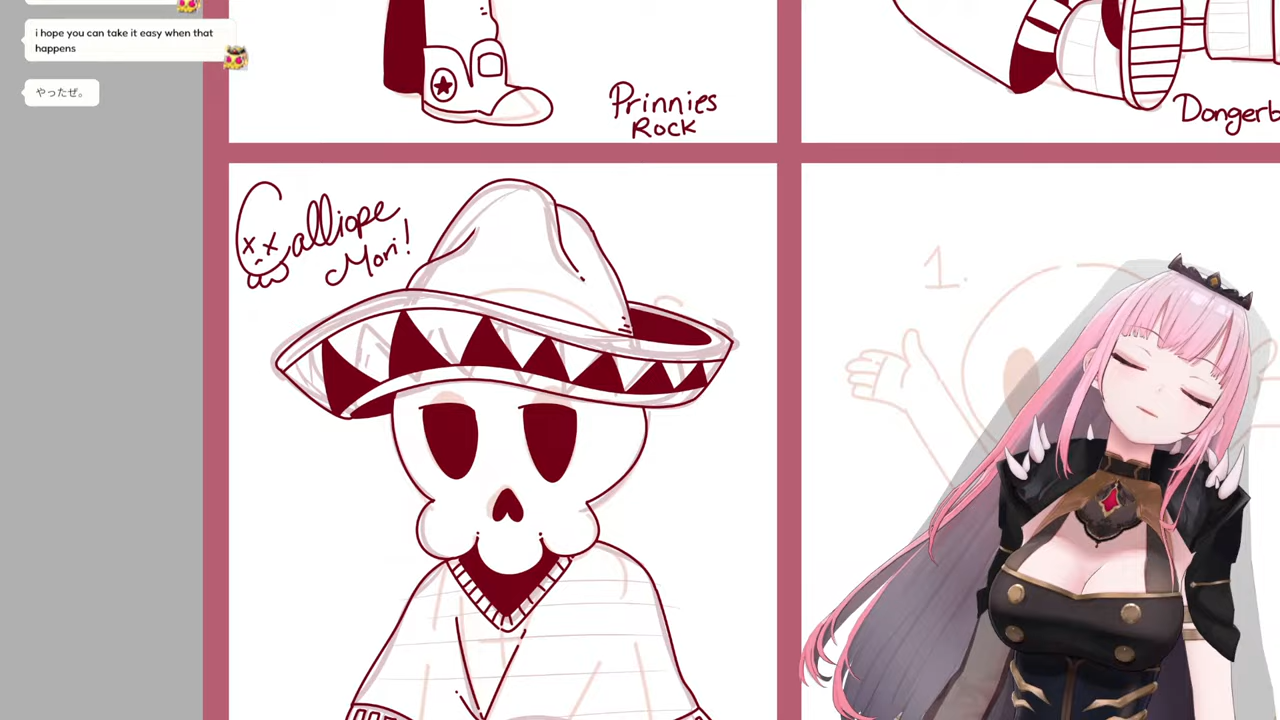 i hope you can take it easy when that
happens
やったぜ。
Prinnies
Rock
Dongerb
Calliope
Mori!
1.